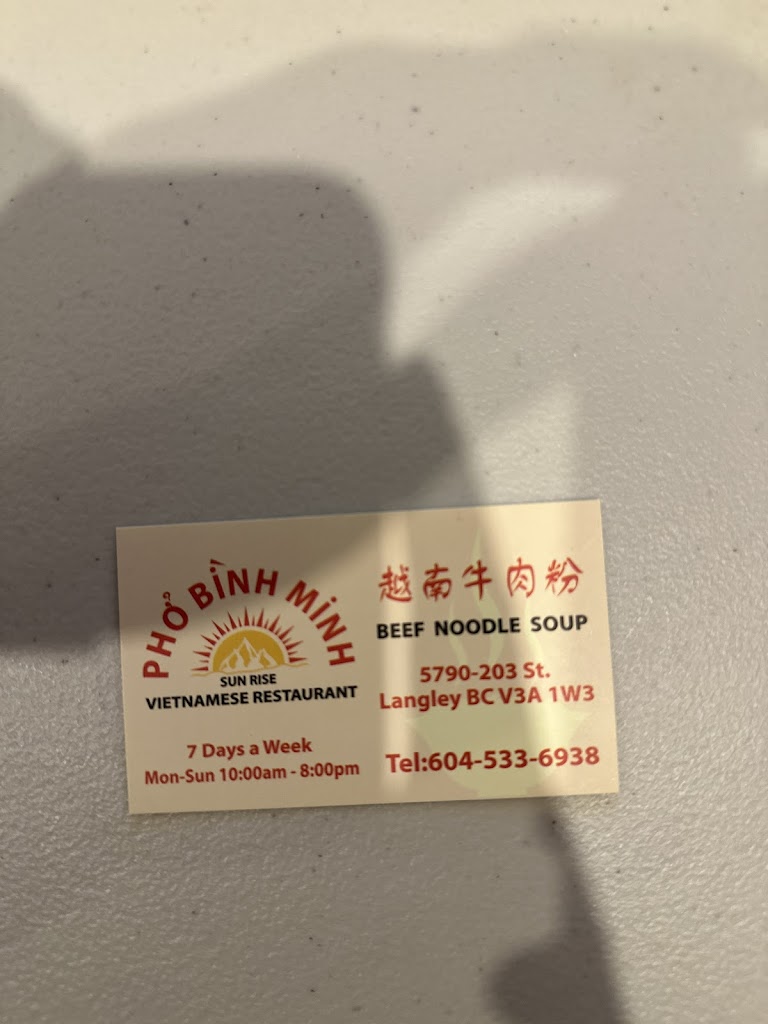 PHỞ BÌNH MINH
SUN RISE
VIETNAMESE RESTAURANT
7 Days a Week
Mon-Sun 10:00am - 8:00pm
越南牛肉粉
BEEF NOODLE SOUP
5790-203 St.
Langley BC V3A 1W3
Tel:604-533-6938